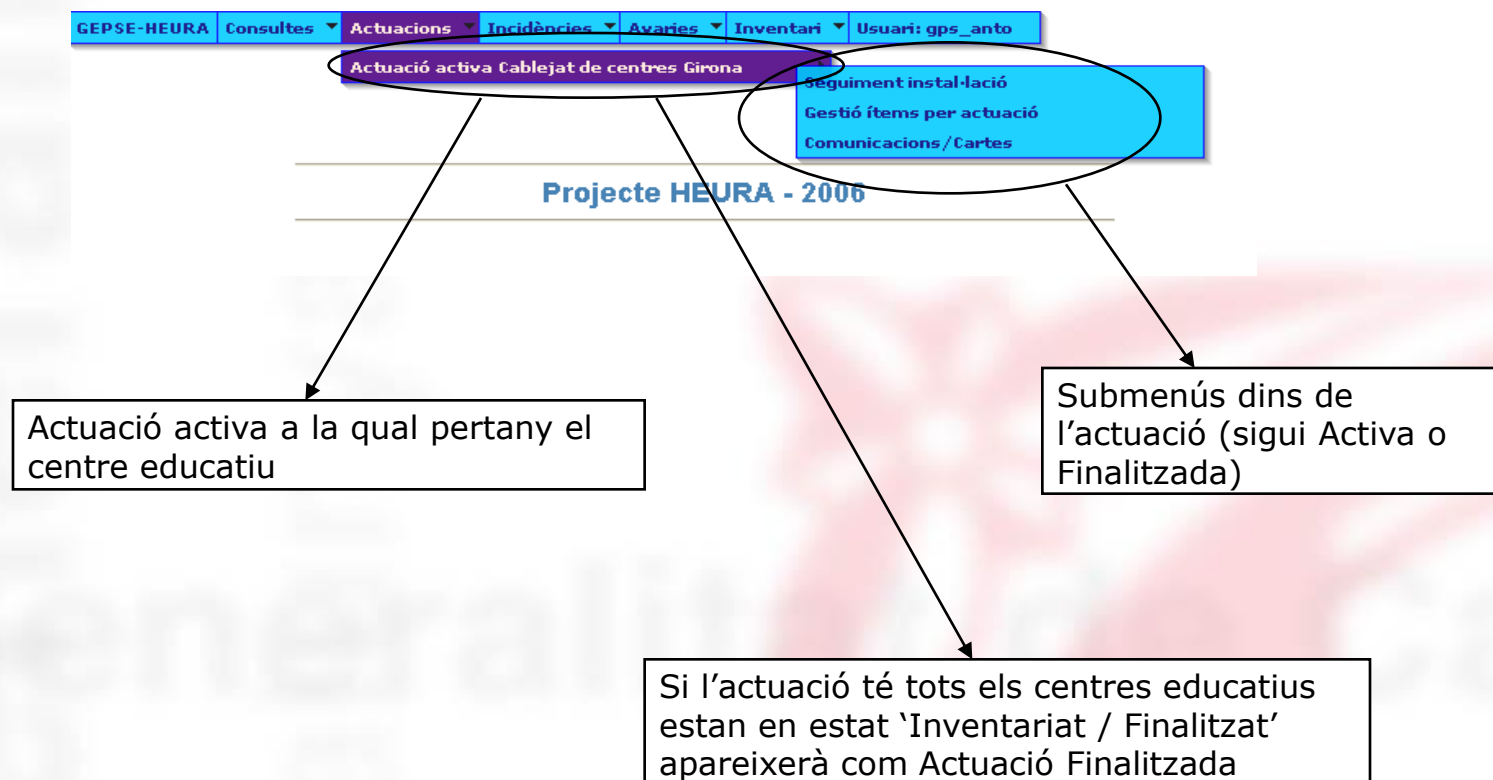 GEPSE-HEURA Consultes Actuacions Incidències Avaries Inventari Usuari: gps_anto
Actuació activa Cablejat de centres Girona
Seguiment instal·lació
Gestió ítems per actuació
Comunicacions/Cartes
Projecte HEURA - 2006
Actuació activa a la qual pertany el
centre educatiu
Submenús dins de
l’actuació (sigui Activa o
Finalitzada)
Si l’actuació té tots els centres educatius
estan en estat ‘Inventariat / Finalitzat’
apareixerà com Actuació Finalitzada
eneralitat de Ca